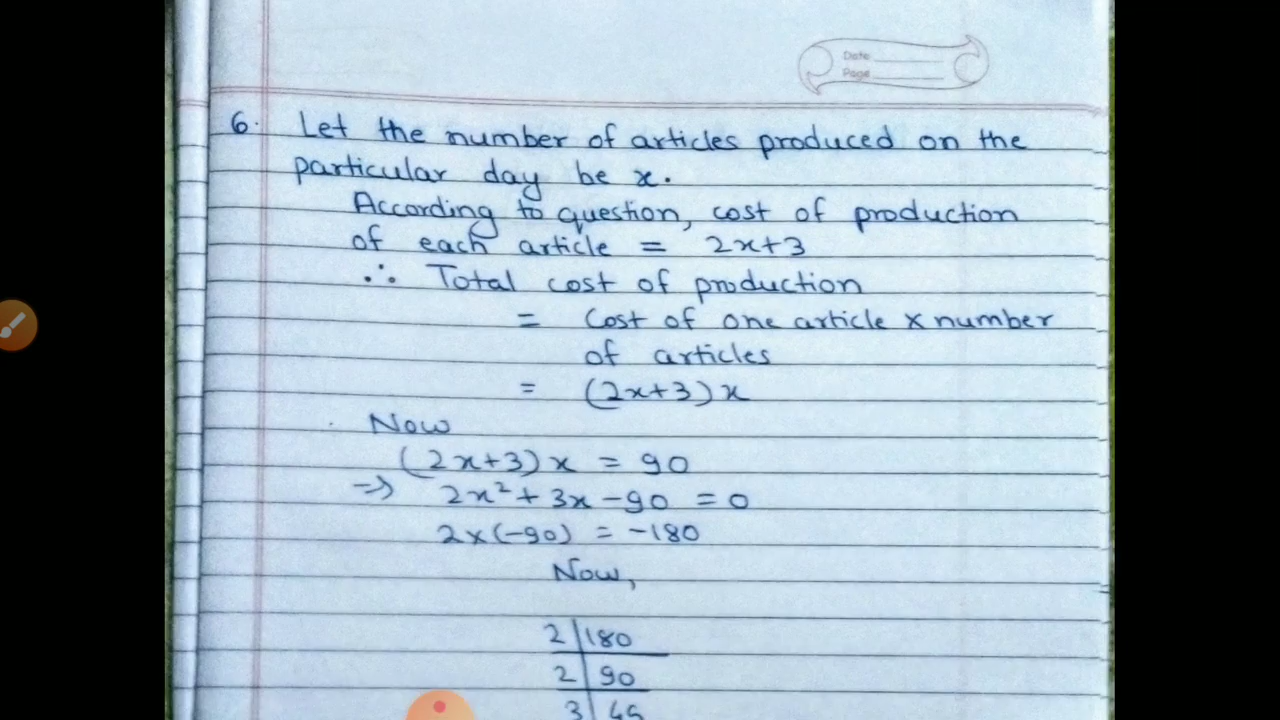 Date
Page
6. Let the number of articles produced on the
particular day be x.
According to question, cost of production
of each article = 2x+3
∴ Total cost of production
= Cost of one article × number
of articles
= (2x+3)x
Now
(2x+3)x = 90
⇒ 2x²+3x-90 = 0
2×(-90) = -180
Now,
2|180
2|90
3|45